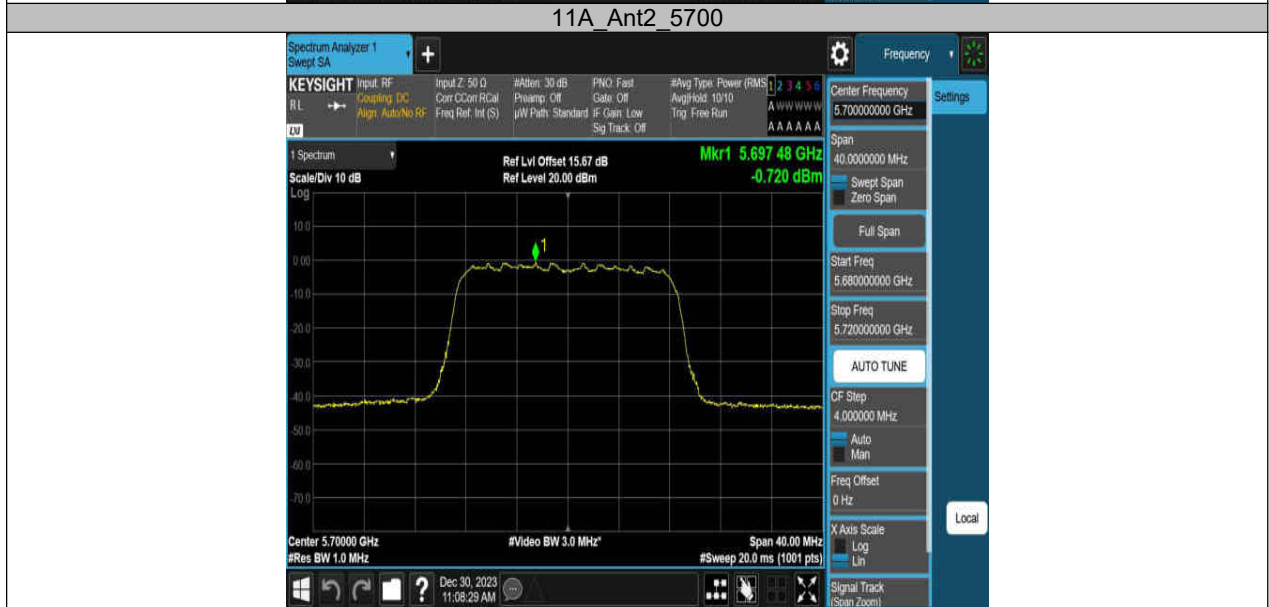 11A_Ant2_5700
Spectrum Analyzer 1
Swept SA
+
Frequency
KEYSIGHT
Input: RF
Coupling: DC
Align: Auto/No RF
Input Z: 50 Ω
Corr CCorr RCal
Freq Ref: Int (S)
#Atten: 30 dB
Preamp: Off
µW Path: Standard
PNO: Fast
Gate: Off
IF Gain: Low
Sig Track: Off
#Avg Type: Power (RMS
Avg|Hold: 10/10
Trig: Free Run
1 2 3 4 5 6
A W W W W W
A A A A A A
RL
LXI
1 Spectrum
Scale/Div 10 dB
Ref Lvl Offset 15.67 dB
Ref Level 20.00 dBm
Mkr1 5.697 48 GHz
-0.720 dBm
Log
10.0
0.00
-10.0
-20.0
-30.0
-40.0
-50.0
-60.0
-70.0
1
Center 5.70000 GHz
#Res BW 1.0 MHz
#Video BW 3.0 MHz*
Span 40.00 MHz
#Sweep 20.0 ms (1001 pts)
Center Frequency
5.700000000 GHz
Settings
Span
40.0000000 MHz
Swept Span
Zero Span
Full Span
Start Freq
5.680000000 GHz
Stop Freq
5.720000000 GHz
AUTO TUNE
CF Step
4.000000 MHz
Auto
Man
Freq Offset
0 Hz
X Axis Scale
Log
Lin
Local
Signal Track
(Span Zoom)
?
Dec 30, 2023
11:08:29 AM